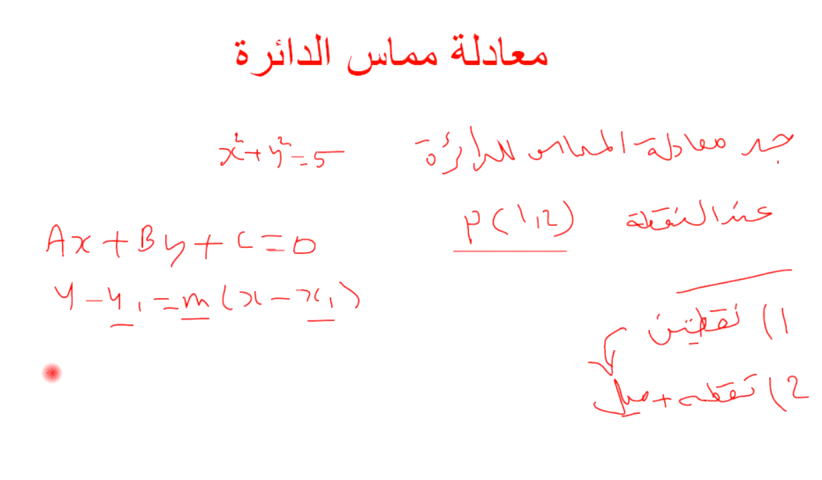 معادلة مماس الدائرة
جد معادلة المماس للدائرة x² + y² = 5
عند النقطة P(1,2)
Ax + By + C = 0
y - y₁ = m(x - x₁)
1) نقطتين
2) نقطه + ميل